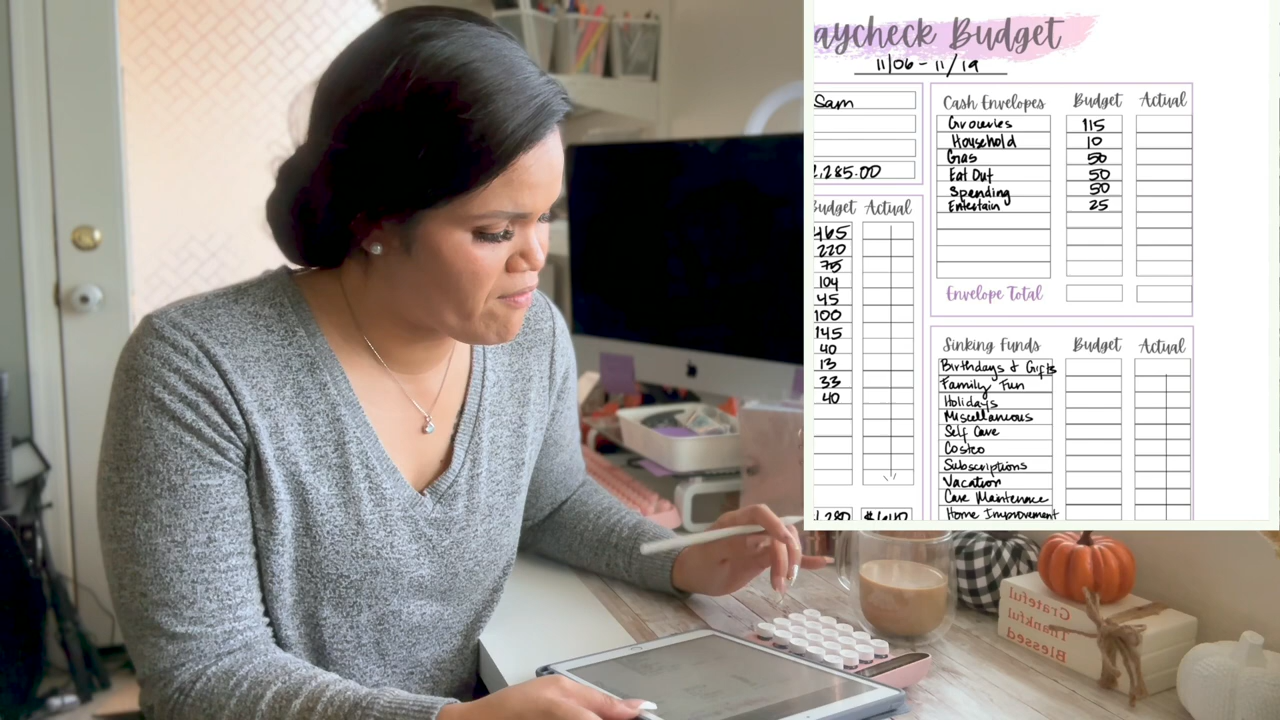 aycheck Budget
11/06 - 11/19
Sam
,285.00
Budget Actual
465
220
75
104
45
100
145
40
13
33
40
Cash Envelopes Budget Actual
Groceries 115
Household 10
Gas 50
Eat Out 50
Spending 50
Entertain 25
Envelope Total
Sinking Funds Budget Actual
Birthdays & Gifts
Family Fun
Holidays
Miscellaneous
Self Care
Costco
Subscriptions
Vacation
Home Improvement
Grateful
Thankful
Blessed